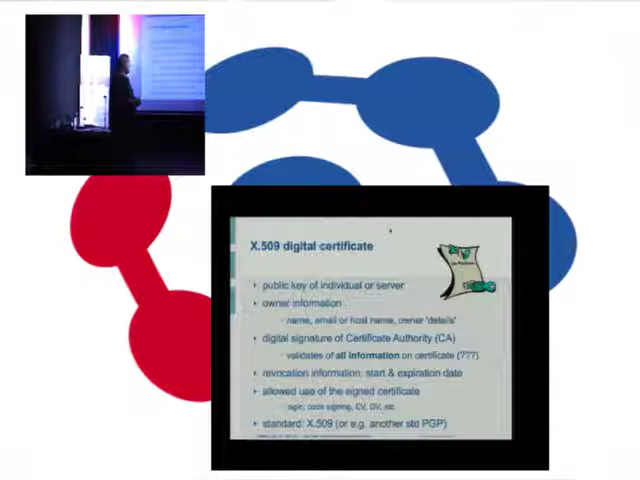 X.509 digital certificate
public key of individual or server
owner information
name, email or host name, owner 'details'
digital signature of Certificate Authority (CA)
validates of all information on certificate (???)
revocation information: start & expiration date
allowed use of the signed certificate
sign, code signing, CV, DV, etc
standard: X.509 (or e.g. another std PGP)